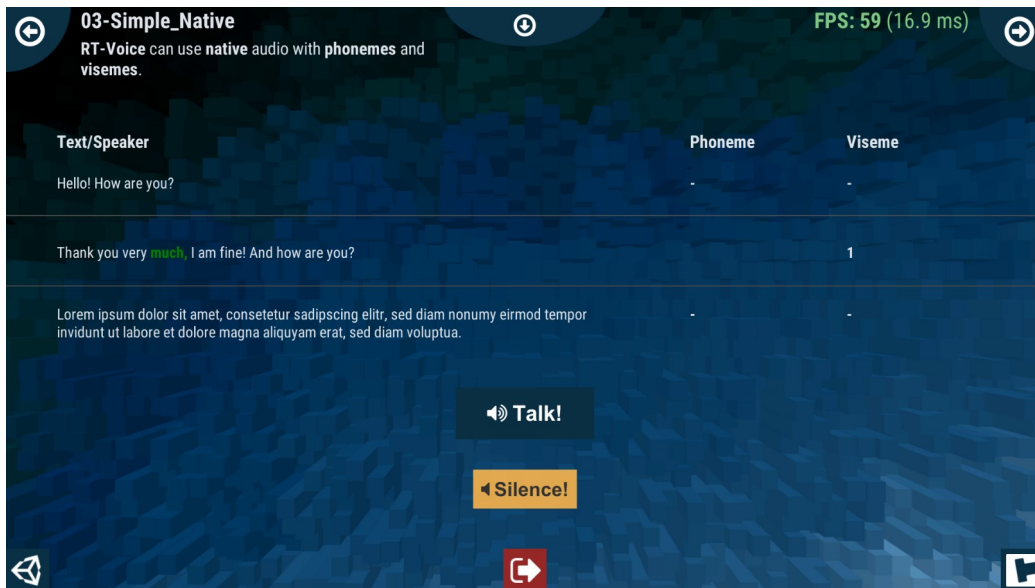 03-Simple_Native
RT-Voice can use native audio with phonemes and
visemes.
FPS: 59 (16.9 ms)
Text/Speaker Phoneme Viseme
Hello! How are you? - -
Thank you very much, I am fine! And how are you? 1
Lorem ipsum dolor sit amet, consetetur sadipscing elitr, sed diam nonumy eirmod tempor
invidunt ut labore et dolore magna aliquyam erat, sed diam voluptua.
- -
Talk!
Silence!